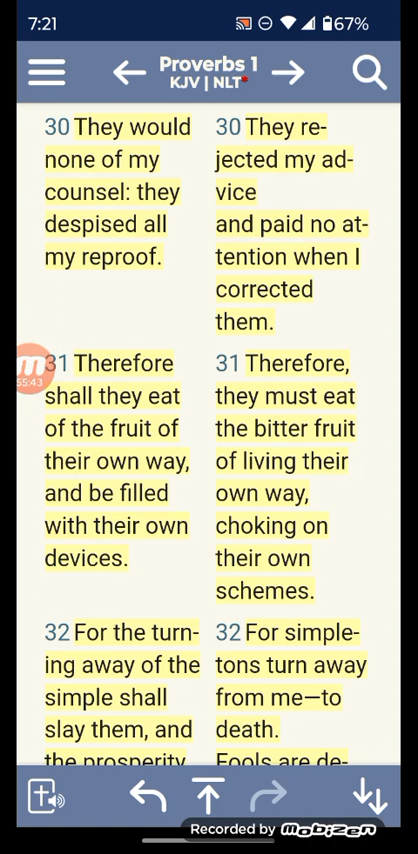 7:21
67%
Proverbs 1
KJV | NLT*
30 They would
none of my
counsel: they
despised all
my reproof.
30 They re-
jected my ad-
vice
and paid no at-
tention when I
corrected
them.
31 Therefore
shall they eat
of the fruit of
their own way,
and be filled
with their own
devices.
31 Therefore,
they must eat
the bitter fruit
of living their
own way,
choking on
their own
schemes.
m
55:43
32 For the turn-
ing away of the
simple shall
slay them, and
the prosperity
32 For simple-
tons turn away
from me—to
death.
Fools are de-
Recorded by mobizen